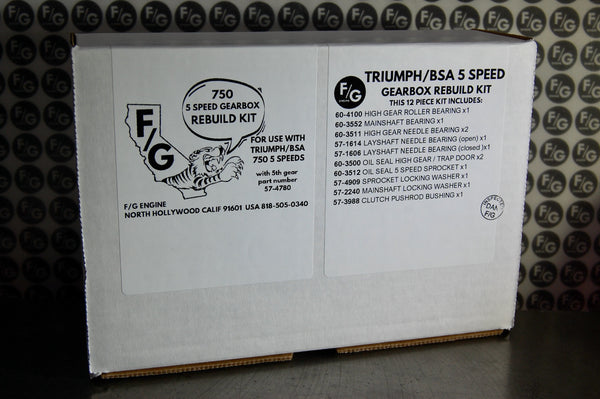 750
5 SPEED GEARBOX
REBUILD KIT
F/G
FOR USE WITH
TRIUMPH/BSA
750 5 SPEEDS
with 5th gear
part number
57-4780
F/G ENGINE
NORTH HOLLYWOOD CALIF 91601 USA 818-505-0340
F/G
TRIUMPH/BSA 5 SPEED
GEARBOX REBUILD KIT
THIS 12 PIECE KIT INCLUDES:
60-4100 HIGH GEAR ROLLER BEARING x1
60-3552 MAINSHAFT BEARING x1
60-3511 HIGH GEAR NEEDLE BEARING x2
57-1614 LAYSHAFT NEEDLE BEARING (open) x1
57-1606 LAYSHAFT NEEDLE BEARING (closed )x1
60-3500 OIL SEAL HIGH GEAR / TRAP DOOR x2
60-3512 OIL SEAL 5 SPEED SPROCKET x1
57-4909 SPROCKET LOCKING WASHER x1
57-2240 MAINSHAFT LOCKING WASHER x1
57-3988 CLUTCH PUSHROD BUSHING x1
F/G